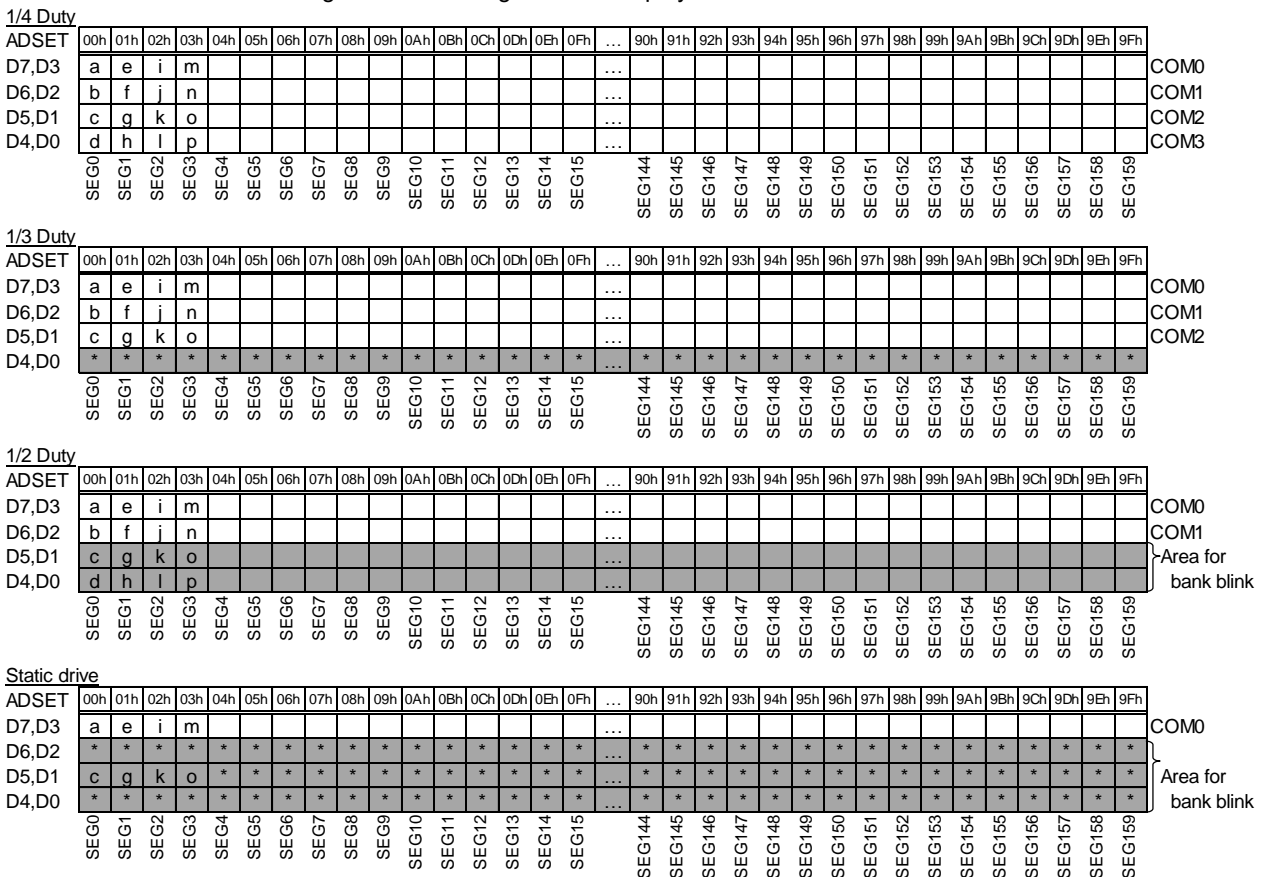 1/4 Duty
ADSET 00h 01h 02h 03h 04h 05h 06h 07h 08h 09h 0Ah 0Bh 0Ch 0Dh 0Eh 0Fh … 90h 91h 92h 93h 94h 95h 96h 97h 98h 99h 9Ah 9Bh 9Ch 9Dh 9Eh 9Fh
D7,D3 a e i m … COM0
D6,D2 b f j n … COM1
D5,D1 c g k o … COM2
D4,D0 d h l p … COM3
SEG0 SEG1 SEG2 SEG3 SEG4 SEG5 SEG6 SEG7 SEG8 SEG9 SEG10 SEG11 SEG12 SEG13 SEG14 SEG15 SEG144 SEG145 SEG146 SEG147 SEG148 SEG149 SEG150 SEG151 SEG152 SEG153 SEG154 SEG155 SEG156 SEG157 SEG158 SEG159
1/3 Duty
ADSET 00h 01h 02h 03h 04h 05h 06h 07h 08h 09h 0Ah 0Bh 0Ch 0Dh 0Eh 0Fh … 90h 91h 92h 93h 94h 95h 96h 97h 98h 99h 9Ah 9Bh 9Ch 9Dh 9Eh 9Fh
D7,D3 a e i m … COM0
D6,D2 b f j n … COM1
D5,D1 c g k o … COM2
D4,D0 * * * * * * * * * * * * * * * * … * * * * * * * * * * * * * * * *
SEG0 SEG1 SEG2 SEG3 SEG4 SEG5 SEG6 SEG7 SEG8 SEG9 SEG10 SEG11 SEG12 SEG13 SEG14 SEG15 SEG144 SEG145 SEG146 SEG147 SEG148 SEG149 SEG150 SEG151 SEG152 SEG153 SEG154 SEG155 SEG156 SEG157 SEG158 SEG159
1/2 Duty
ADSET 00h 01h 02h 03h 04h 05h 06h 07h 08h 09h 0Ah 0Bh 0Ch 0Dh 0Eh 0Fh … 90h 91h 92h 93h 94h 95h 96h 97h 98h 99h 9Ah 9Bh 9Ch 9Dh 9Eh 9Fh
D7,D3 a e i m … COM0
D6,D2 b f j n … COM1
D5,D1 c g k o … Area for
D4,D0 d h l p … bank blink
SEG0 SEG1 SEG2 SEG3 SEG4 SEG5 SEG6 SEG7 SEG8 SEG9 SEG10 SEG11 SEG12 SEG13 SEG14 SEG15 SEG144 SEG145 SEG146 SEG147 SEG148 SEG149 SEG150 SEG151 SEG152 SEG153 SEG154 SEG155 SEG156 SEG157 SEG158 SEG159
Static drive
ADSET 00h 01h 02h 03h 04h 05h 06h 07h 08h 09h 0Ah 0Bh 0Ch 0Dh 0Eh 0Fh … 90h 91h 92h 93h 94h 95h 96h 97h 98h 99h 9Ah 9Bh 9Ch 9Dh 9Eh 9Fh
D7,D3 a e i m … COM0
D6,D2 * * * * * * * * * * * * * * * * … * * * * * * * * * * * * * * * *
D5,D1 c g k o * * * * * * * * * * * * … * * * * * * * * * * * * * * * * Area for
D4,D0 * * * * * * * * * * * * * * * * … * * * * * * * * * * * * * * * * bank blink
SEG0 SEG1 SEG2 SEG3 SEG4 SEG5 SEG6 SEG7 SEG8 SEG9 SEG10 SEG11 SEG12 SEG13 SEG14 SEG15 SEG144 SEG145 SEG146 SEG147 SEG148 SEG149 SEG150 SEG151 SEG152 SEG153 SEG154 SEG155 SEG156 SEG157 SEG158 SEG159